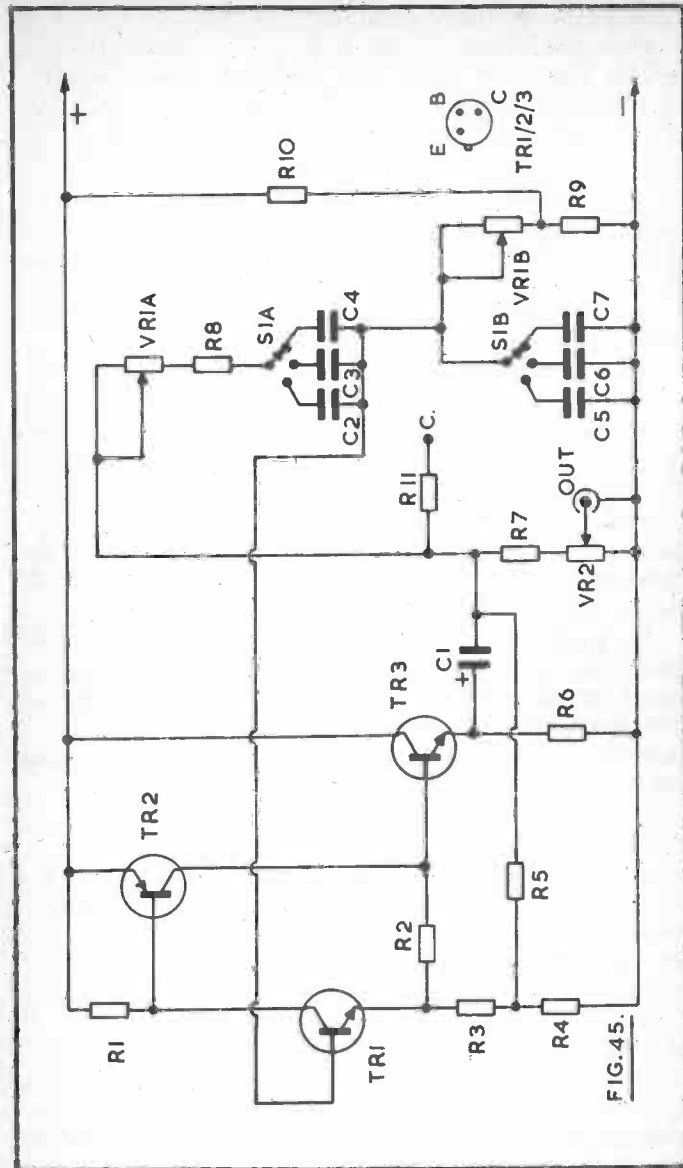 +
R10
E B
C
TR1/2/3
VR1A
R8
S1A
C4
C3
C2
VR1B
R9
S1B
C7
C6
C5
C.
R11
OUT
R7
VR2
C1
+
TR3
R6
TR2
R5
R2
R1
TR1
R3
R4
–
FIG. 45.